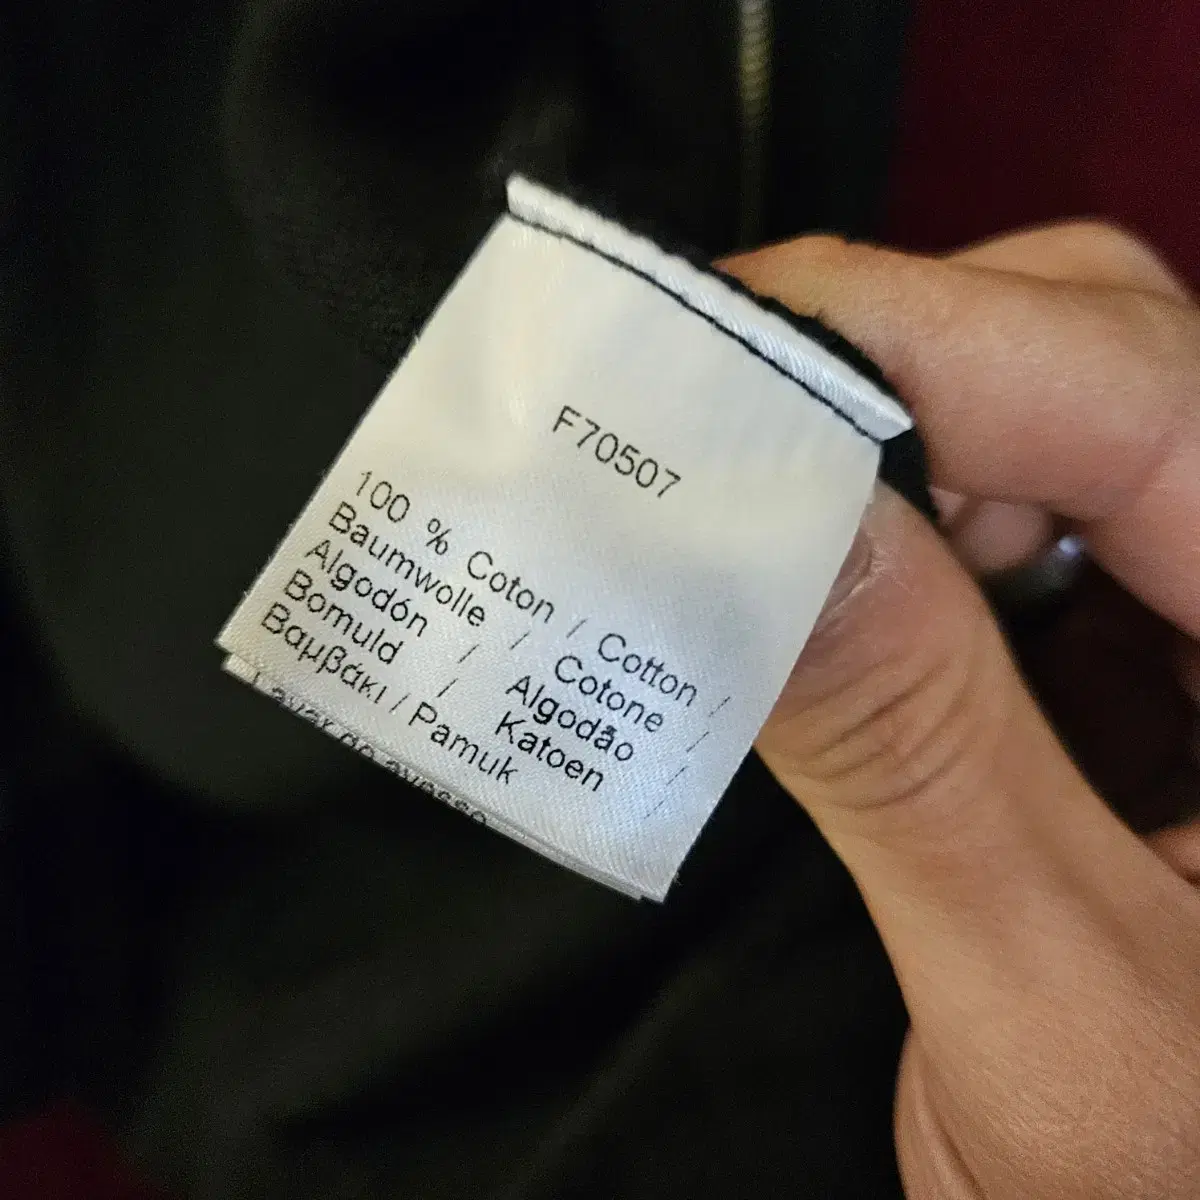 F70507
100 % Coton / Cotton /
Baumwolle / Cotone /
Algodón / Algodão /
Bomuld / Katoen /
Βαμβάκι / Pamuk